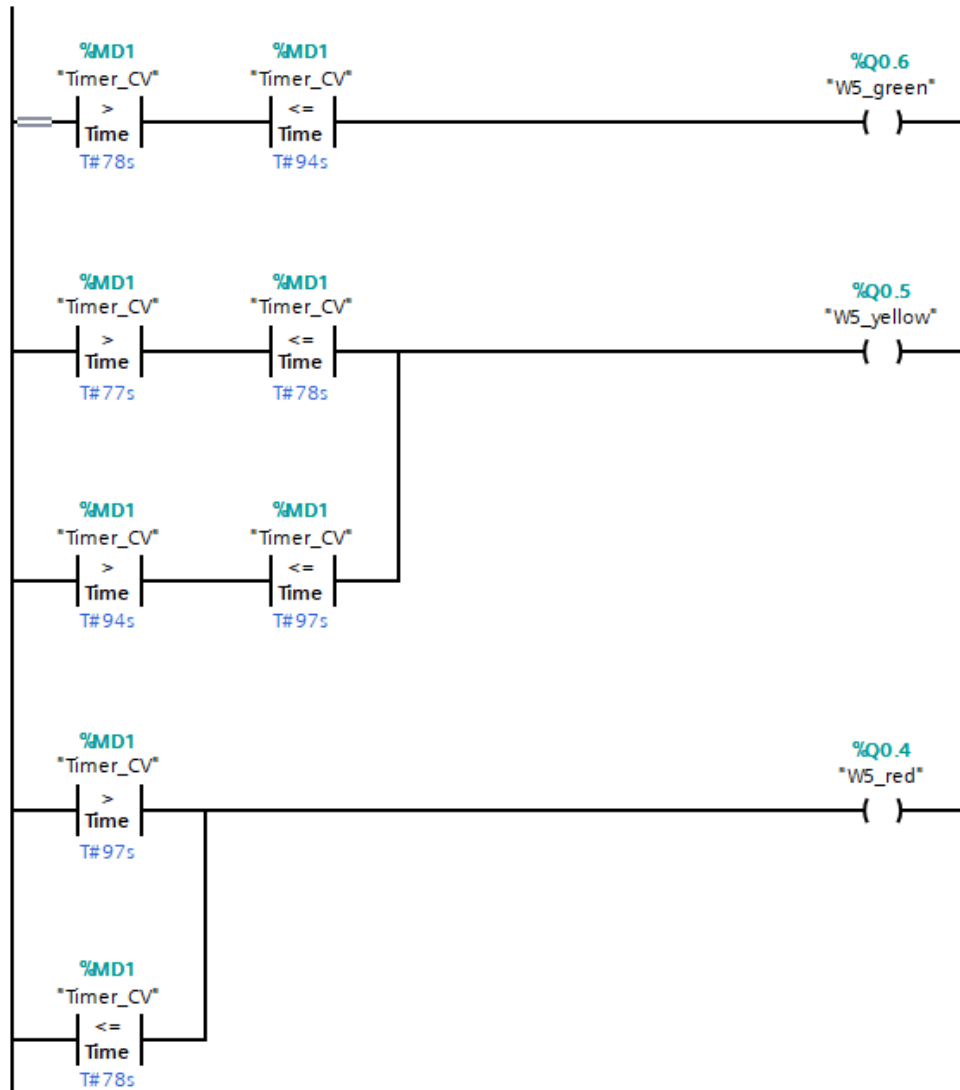 %MD1 %MD1 %Q0.6
"Timer_CV" "Timer_CV" "W5_green"
> <= ( )
Time Time
T#78s T#94s
%MD1 %MD1 %Q0.5
"Timer_CV" "Timer_CV" "W5_yellow"
> <= ( )
Time Time
T#77s T#78s
%MD1 %MD1
"Timer_CV" "Timer_CV"
> <=
Time Time
T#94s T#97s
%MD1 %Q0.4
"Timer_CV" "W5_red"
> ( )
Time
T#97s
%MD1
"Timer_CV"
<=
Time
T#78s